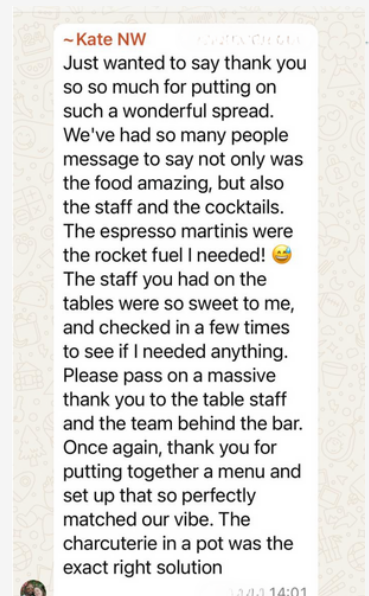 ~Kate NW
Just wanted to say thank you
so so much for putting on
such a wonderful spread.
We've had so many people
message to say not only was
the food amazing, but also
the staff and the cocktails.
The espresso martinis were
the rocket fuel I needed! 😅
The staff you had on the
tables were so sweet to me,
and checked in a few times
to see if I needed anything.
Please pass on a massive
thank you to the table staff
and the team behind the bar.
Once again, thank you for
putting together a menu and
set up that so perfectly
matched our vibe. The
charcuterie in a pot was the
exact right solution
14:01